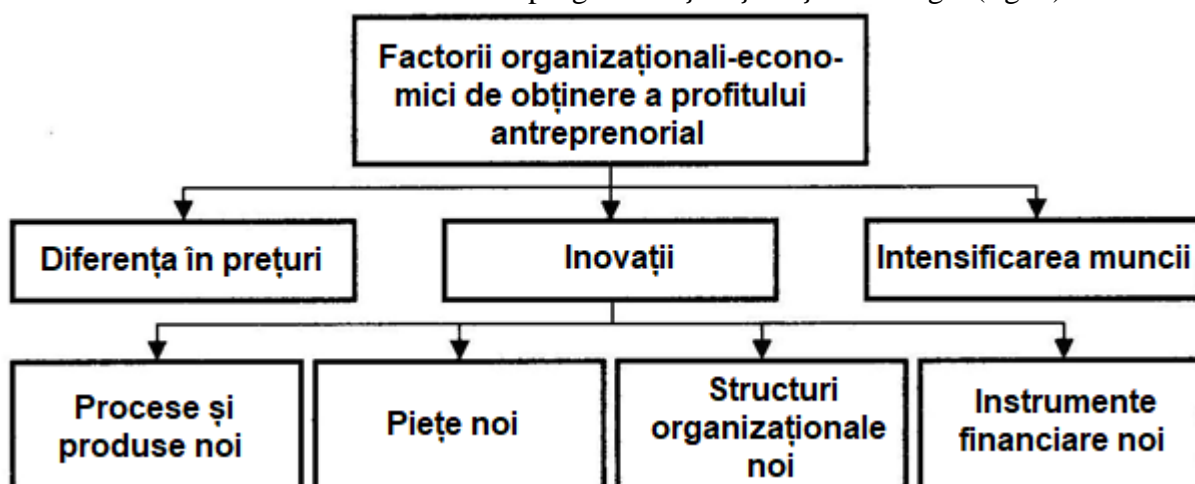 Factorii organizaționali-econo-
mici de obținere a profitului
antreprenorial
Diferența în prețuri
Inovații
Intensificarea muncii
Procese și
produse noi
Piețe noi
Structuri
organizaționale
noi
Instrumente
financiare noi